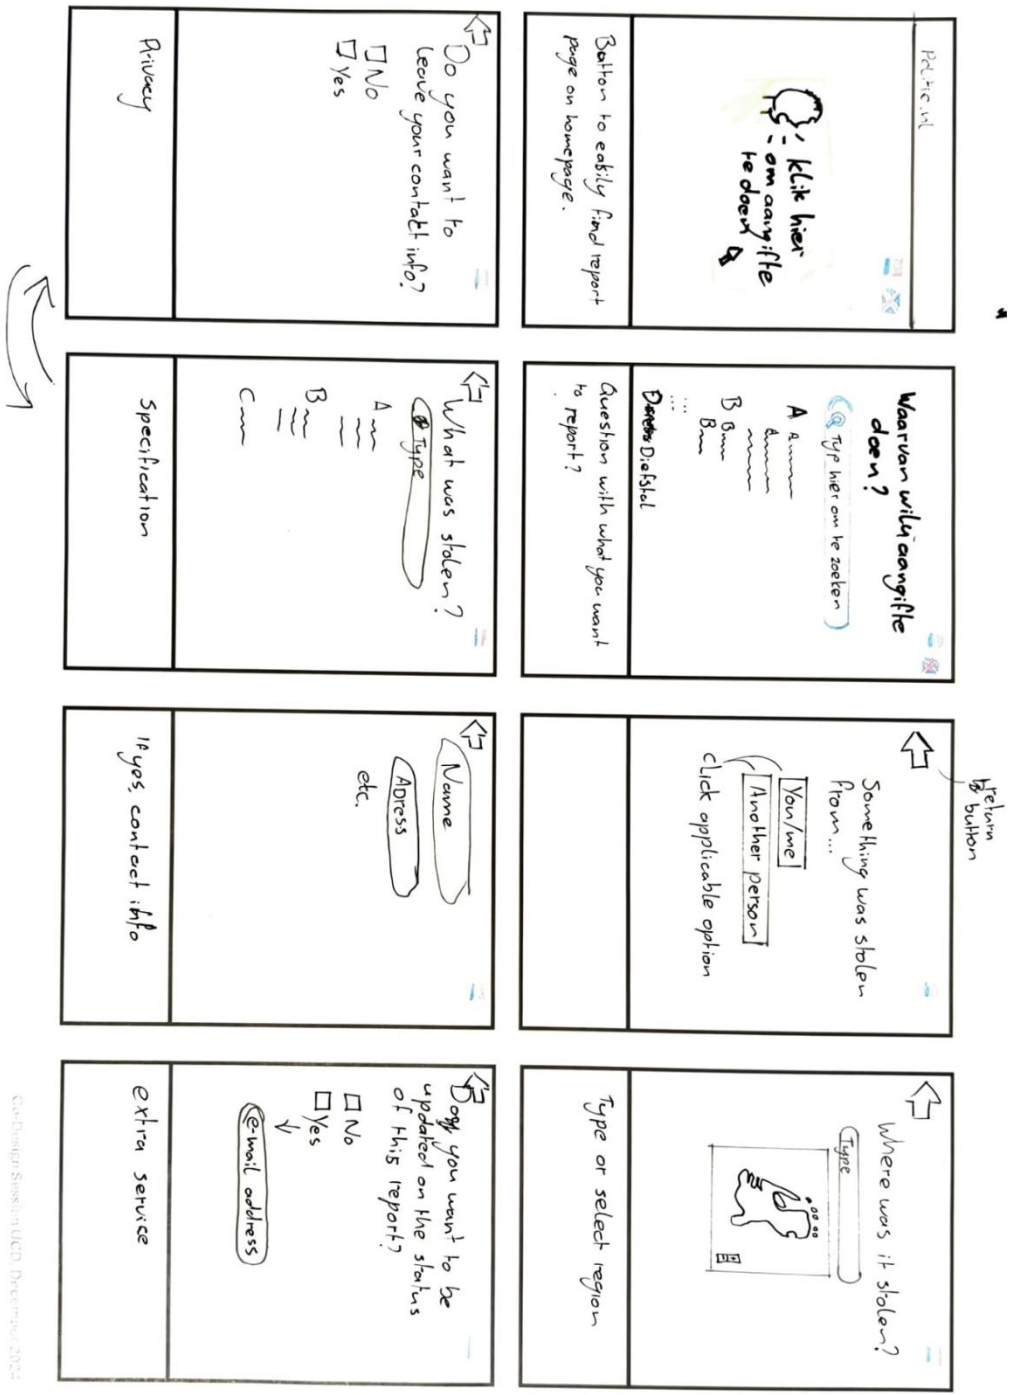 Politie.nl
klik hier
om aangifte
te doen
Button to easily find report
page on homepage.
Waarvan wil jij aangifte
doen?
Typ hier om te zoeken
A A
B B
B
...
Diefstal
Question with what you want
to report?
return
button
Something was stolen
from...
You/me
Another person
click applicable option
Where was it stolen?
Type
Type or select region
Do you want to
leave your contact info?
No
Yes
Privacy
What was stolen?
Type
A
B
C
Specification
Name
Adress
etc.
If yes, contact info
Do you want to be
updated on the status
of this report?
No
Yes
e-mail address
extra service
Co-Design Session UCD, December 2024